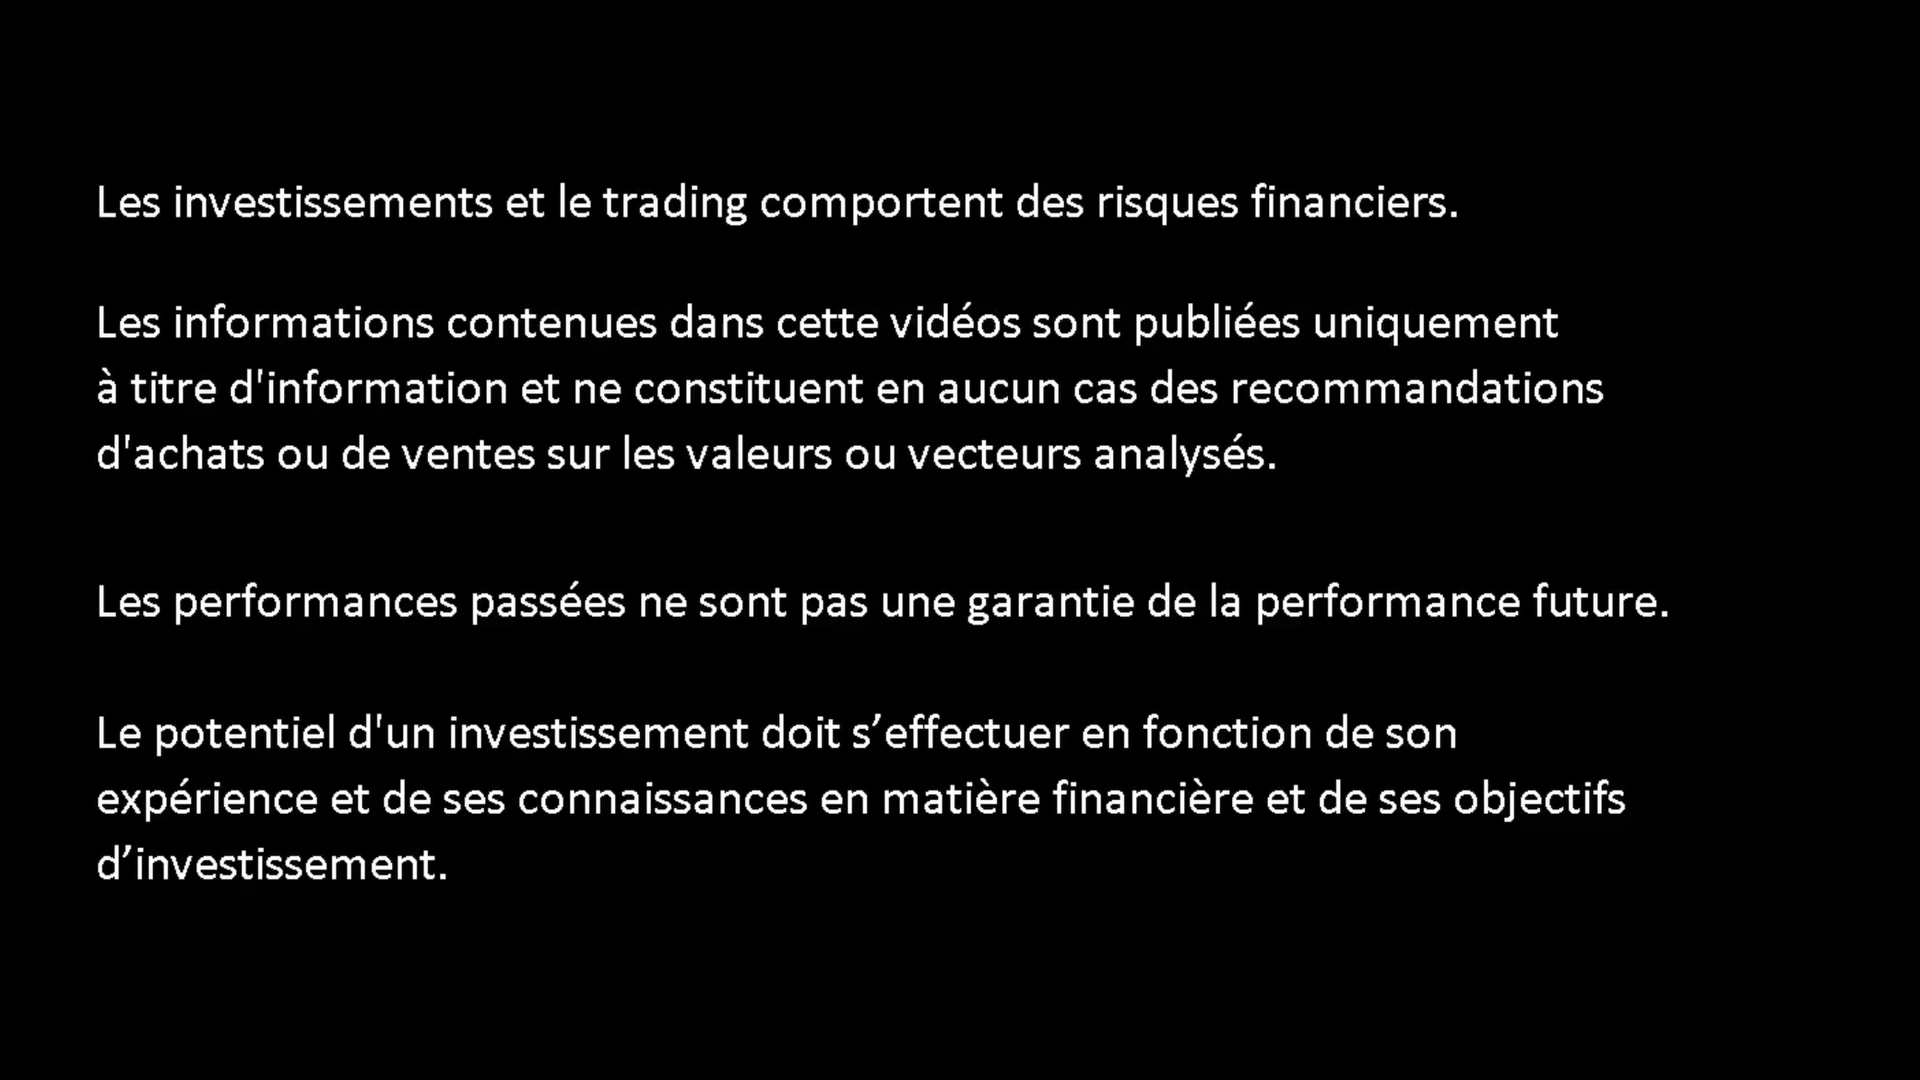 Les investissements et le trading comportent des risques financiers.
Les informations contenues dans cette vidéos sont publiées uniquement
à titre d'information et ne constituent en aucun cas des recommandations
d'achats ou de ventes sur les valeurs ou vecteurs analysés.
Les performances passées ne sont pas une garantie de la performance future.
Le potentiel d'un investissement doit s’effectuer en fonction de son
expérience et de ses connaissances en matière financière et de ses objectifs
d’investissement.